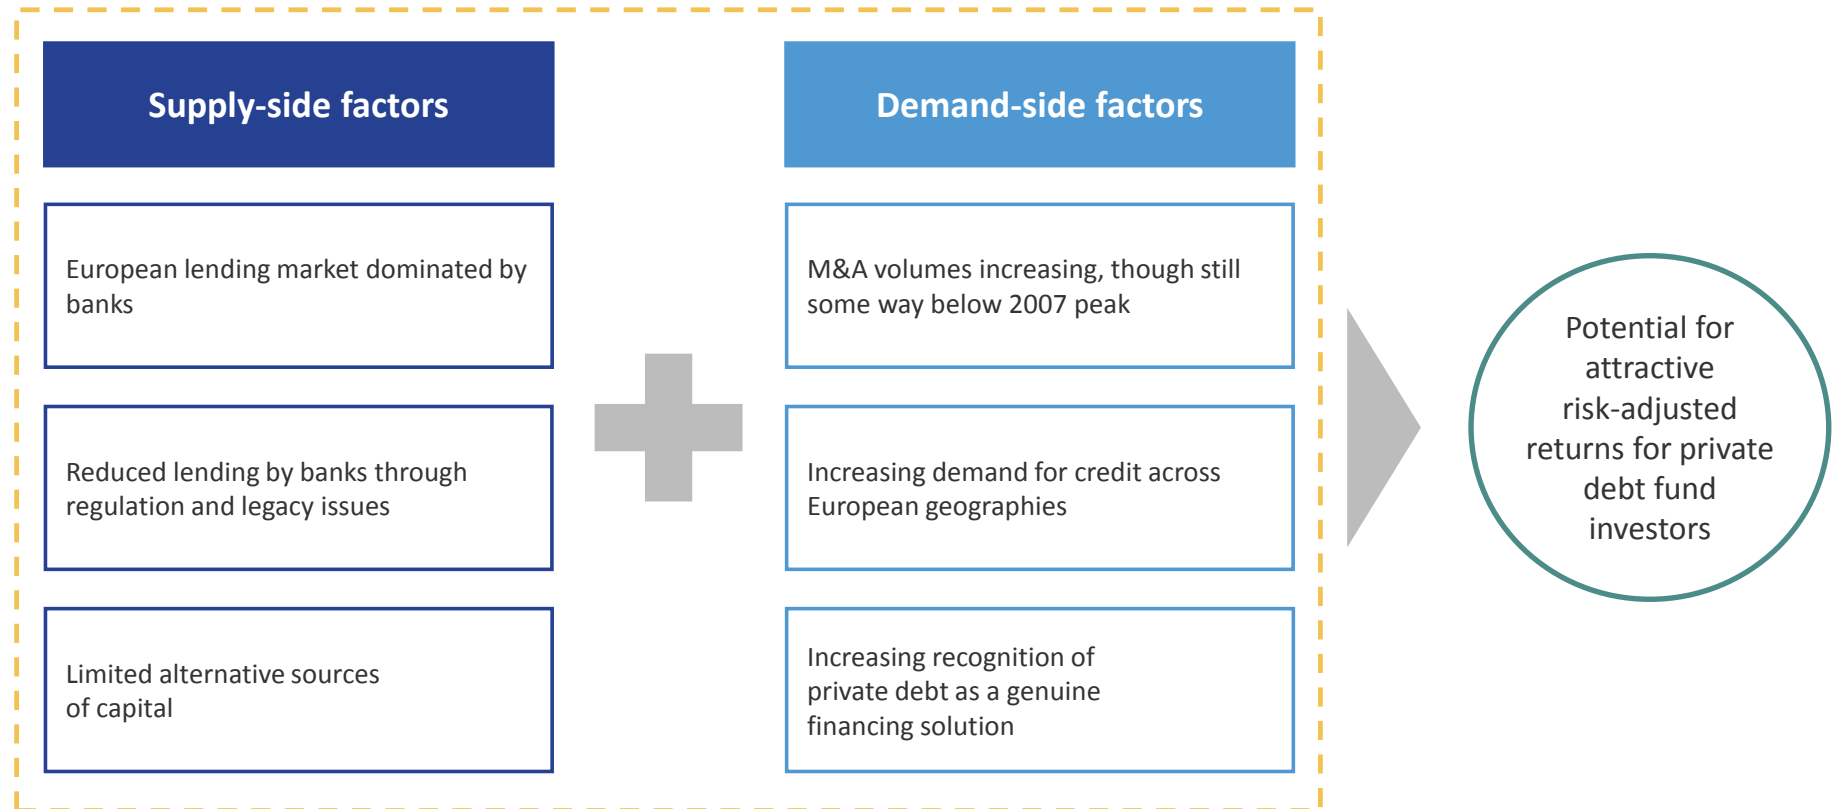 Supply-side factors
European lending market dominated by
banks
Reduced lending by banks through
regulation and legacy issues
Limited alternative sources
of capital
Demand-side factors
M&A volumes increasing, though still
some way below 2007 peak
Increasing demand for credit across
European geographies
Increasing recognition of
private debt as a genuine
financing solution
Potential for
attractive
risk-adjusted
returns for private
debt fund
investors